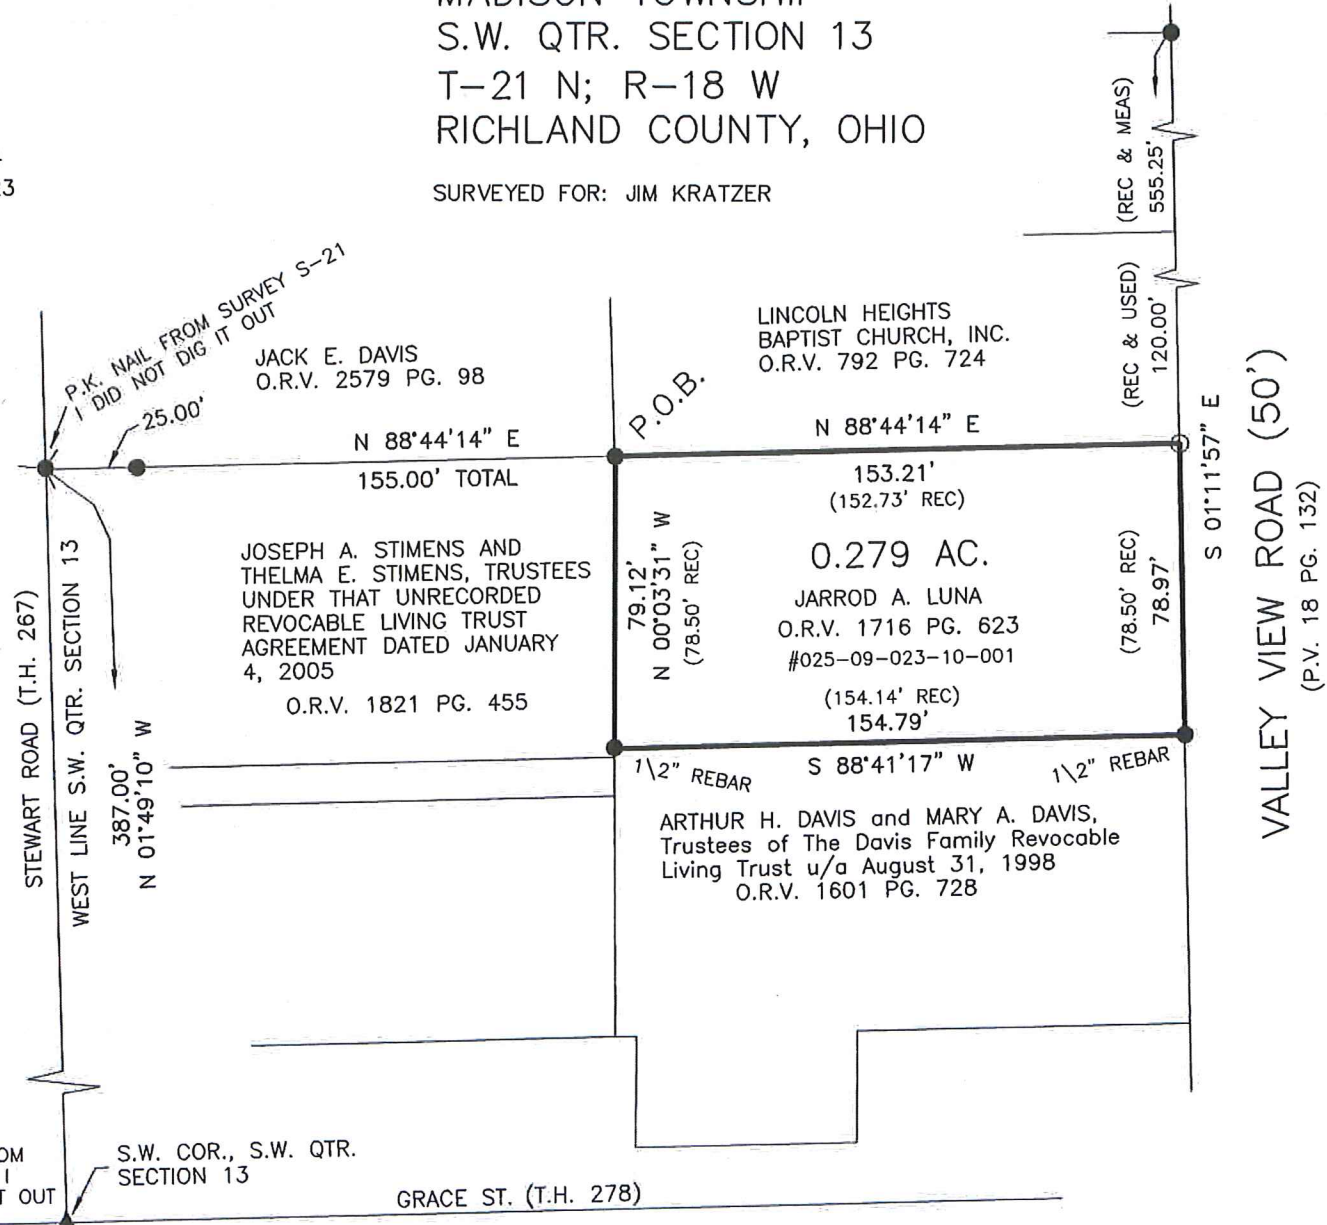 MADISON TOWNSHIP
S.W. QTR. SECTION 13
T-21 N; R-18 W
RICHLAND COUNTY, OHIO
SURVEYED FOR: JIM KRATZER
(REC & MEAS)
555.25'
(REC & USED)
120.00'
P.K. NAIL FROM SURVEY S-21
I DID NOT DIG IT OUT
25.00'
JACK E. DAVIS
O.R.V. 2579 PG. 98
LINCOLN HEIGHTS
BAPTIST CHURCH, INC.
O.R.V. 792 PG. 724
P.O.B.
N 88°44'14" E
155.00' TOTAL
N 88°44'14" E
153.21'
(152.73' REC)
S 01°11'57" E
VALLEY VIEW ROAD (50')
(P.V. 18 PG. 132)
JOSEPH A. STIMENS AND
THELMA E. STIMENS, TRUSTEES
UNDER THAT UNRECORDED
REVOCABLE LIVING TRUST
AGREEMENT DATED JANUARY
4, 2005
O.R.V. 1821 PG. 455
79.12'
N 00°03'31" W
(78.50' REC)
0.279 AC.
JARROD A. LUNA
O.R.V. 1716 PG. 623
#025-09-023-10-001
(154.14' REC)
154.79'
(78.50' REC)
78.97'
STEWART ROAD (T.H. 267)
WEST LINE S.W. QTR. SECTION 13
387.00'
N 01°49'10" W
1\2" REBAR
S 88°41'17" W
1\2" REBAR
ARTHUR H. DAVIS and MARY A. DAVIS,
Trustees of The Davis Family Revocable
Living Trust u/a August 31, 1998
O.R.V. 1601 PG. 728
S.W. COR., S.W. QTR.
SECTION 13
OUT
GRACE ST. (T.H. 278)